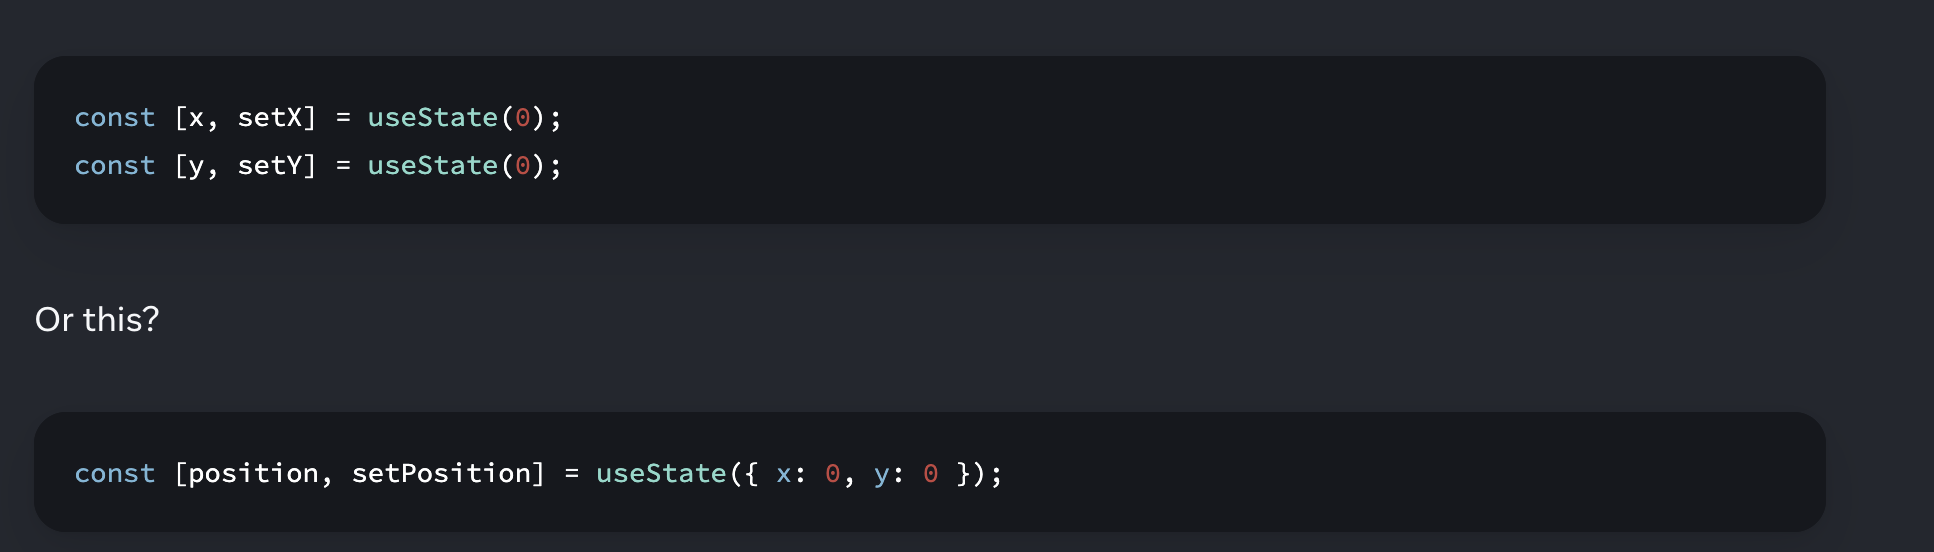 const [x, setX] = useState(0);
const [y, setY] = useState(0);
Or this?
const [position, setPosition] = useState({ x: 0, y: 0 });